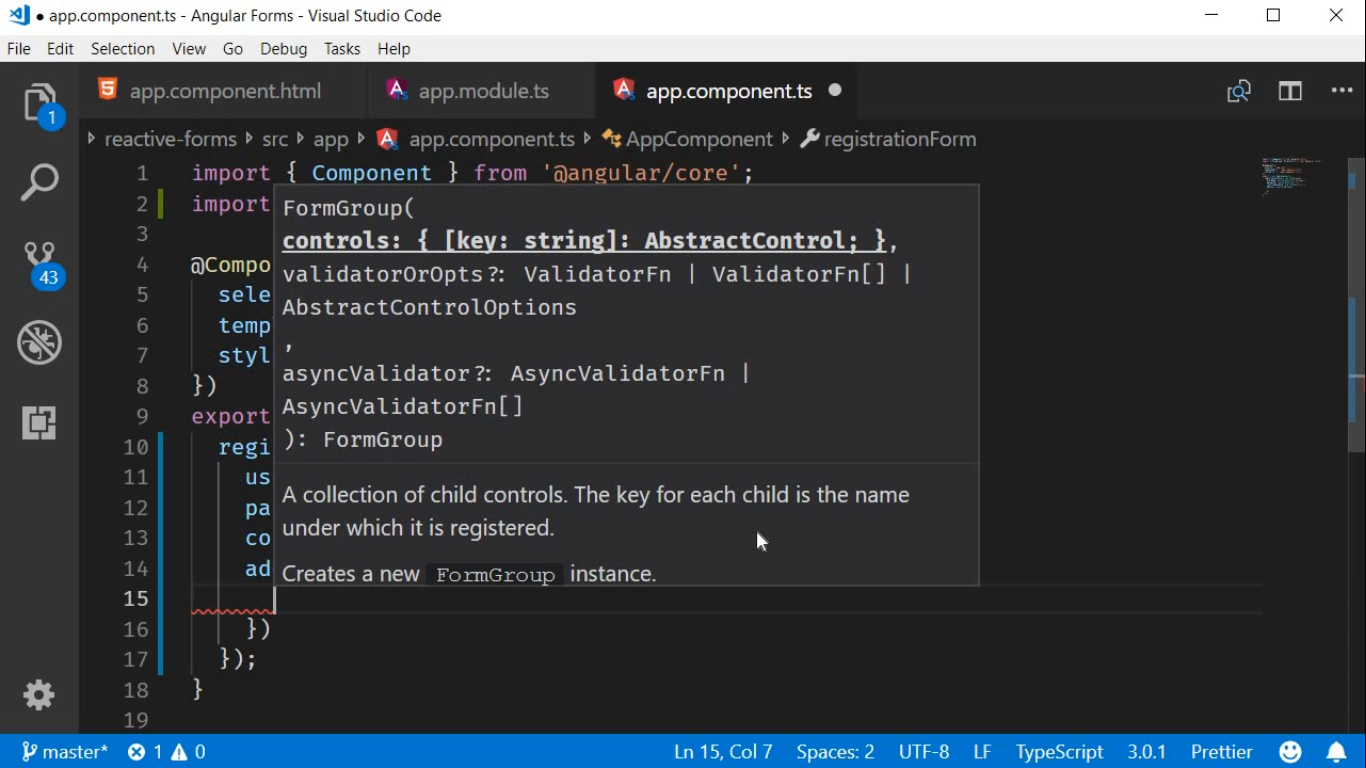 ● app.component.ts - Angular Forms - Visual Studio Code
File Edit Selection View Go Debug Tasks Help
app.component.html app.module.ts app.component.ts ●
reactive-forms src app app.component.ts AppComponent registrationForm
1
43
1 import { Component } from '@angular/core';
2 import
3
4 @Compo
5 sele
6 temp
7 styl
8 })
9 export
10 regi
11 us
12 pa
13 co
14 ad
15
16 })
17 });
18 }
19
FormGroup(
controls: { [key: string]: AbstractControl; },
validatorOrOpts?: ValidatorFn | ValidatorFn[] |
AbstractControlOptions
,
asyncValidator?: AsyncValidatorFn |
AsyncValidatorFn[]
): FormGroup
A collection of child controls. The key for each child is the name
under which it is registered.
Creates a new FormGroup instance.
master* 1 0 Ln 15, Col 7 Spaces: 2 UTF-8 LF TypeScript 3.0.1 Prettier